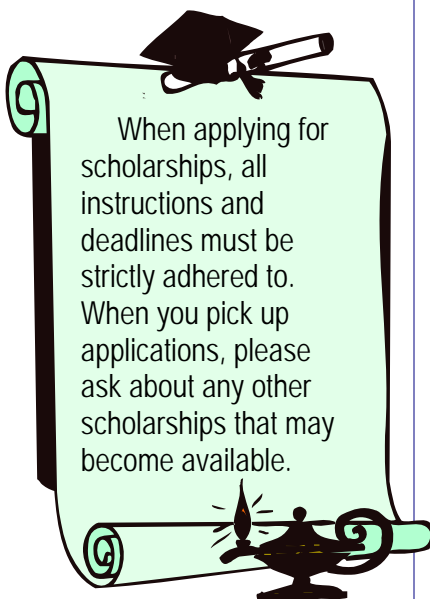 When applying for
scholarships, all
instructions and
deadlines must be
strictly adhered to.
When you pick up
applications, please
ask about any other
scholarships that may
become available.